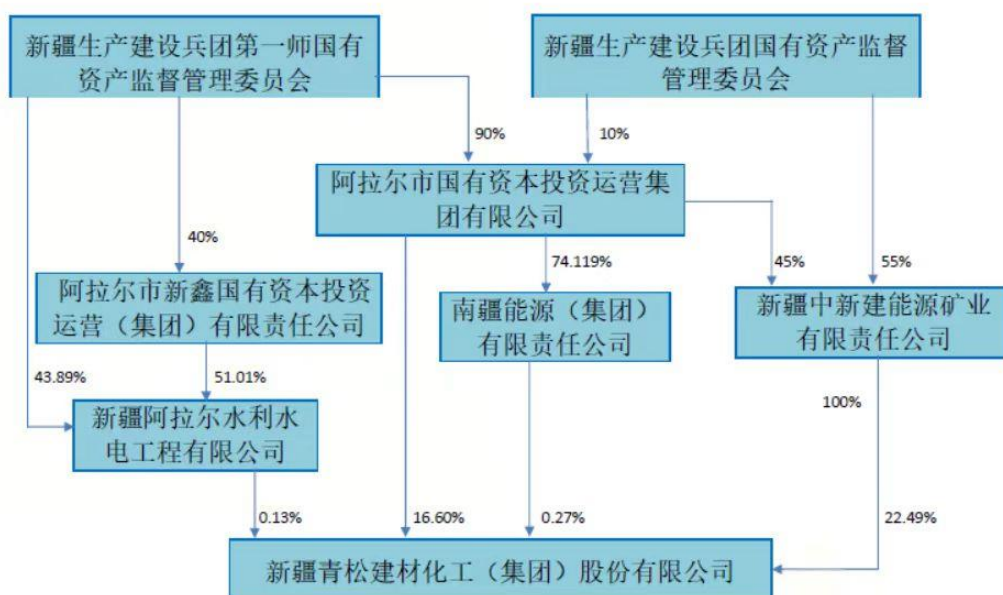 新疆生产建设兵团第一师国有
资产监督管理委员会
新疆生产建设兵团国有资产监督
管理委员会
90%
10%
阿拉尔市国有资本投资运营集
团有限公司
40%
74.119%
45%
55%
阿拉尔市新鑫国有资本投资
运营（集团）有限责任公司
南疆能源（集团）
有限责任公司
新疆中新建能源矿业
有限责任公司
43.89%
51.01%
100%
新疆阿拉尔水利水
电工程有限公司
0.13%
16.60%
0.27%
22.49%
新疆青松建材化工（集团）股份有限公司